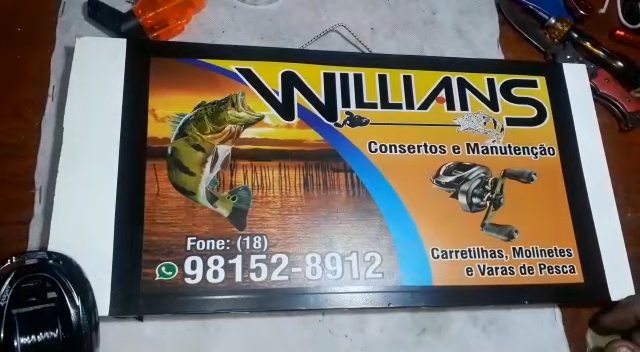 WILLIANS
Consertos e Manutenção
Fone: (18)
98152-8912
Carretilhas, Molinetes
e Varas de Pesca